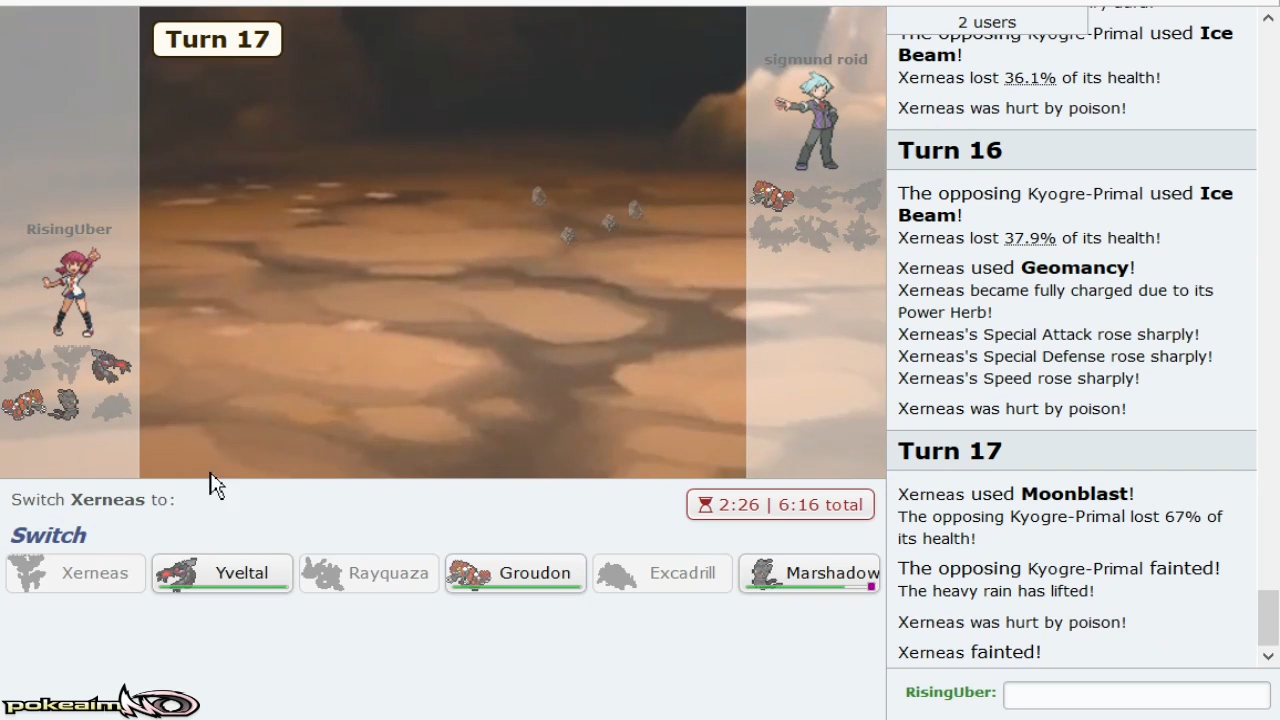 Turn 17
sigmund roid
RisingUber
Switch Xerneas to:
2:26 | 6:16 total
Switch
Xerneas
Yveltal
Rayquaza
Groudon
Excadrill
Marshadow
pokeaimMD
2 users
The opposing Kyogre-Primal used Ice
Beam!
Xerneas lost 36.1% of its health!
Xerneas was hurt by poison!
Turn 16
The opposing Kyogre-Primal used Ice
Beam!
Xerneas lost 37.9% of its health!
Xerneas used Geomancy!
Xerneas became fully charged due to its
Power Herb!
Xerneas's Special Attack rose sharply!
Xerneas's Special Defense rose sharply!
Xerneas's Speed rose sharply!
Xerneas was hurt by poison!
Turn 17
Xerneas used Moonblast!
The opposing Kyogre-Primal lost 67% of
its health!
The opposing Kyogre-Primal fainted!
The heavy rain has lifted!
Xerneas was hurt by poison!
Xerneas fainted!
RisingUber: